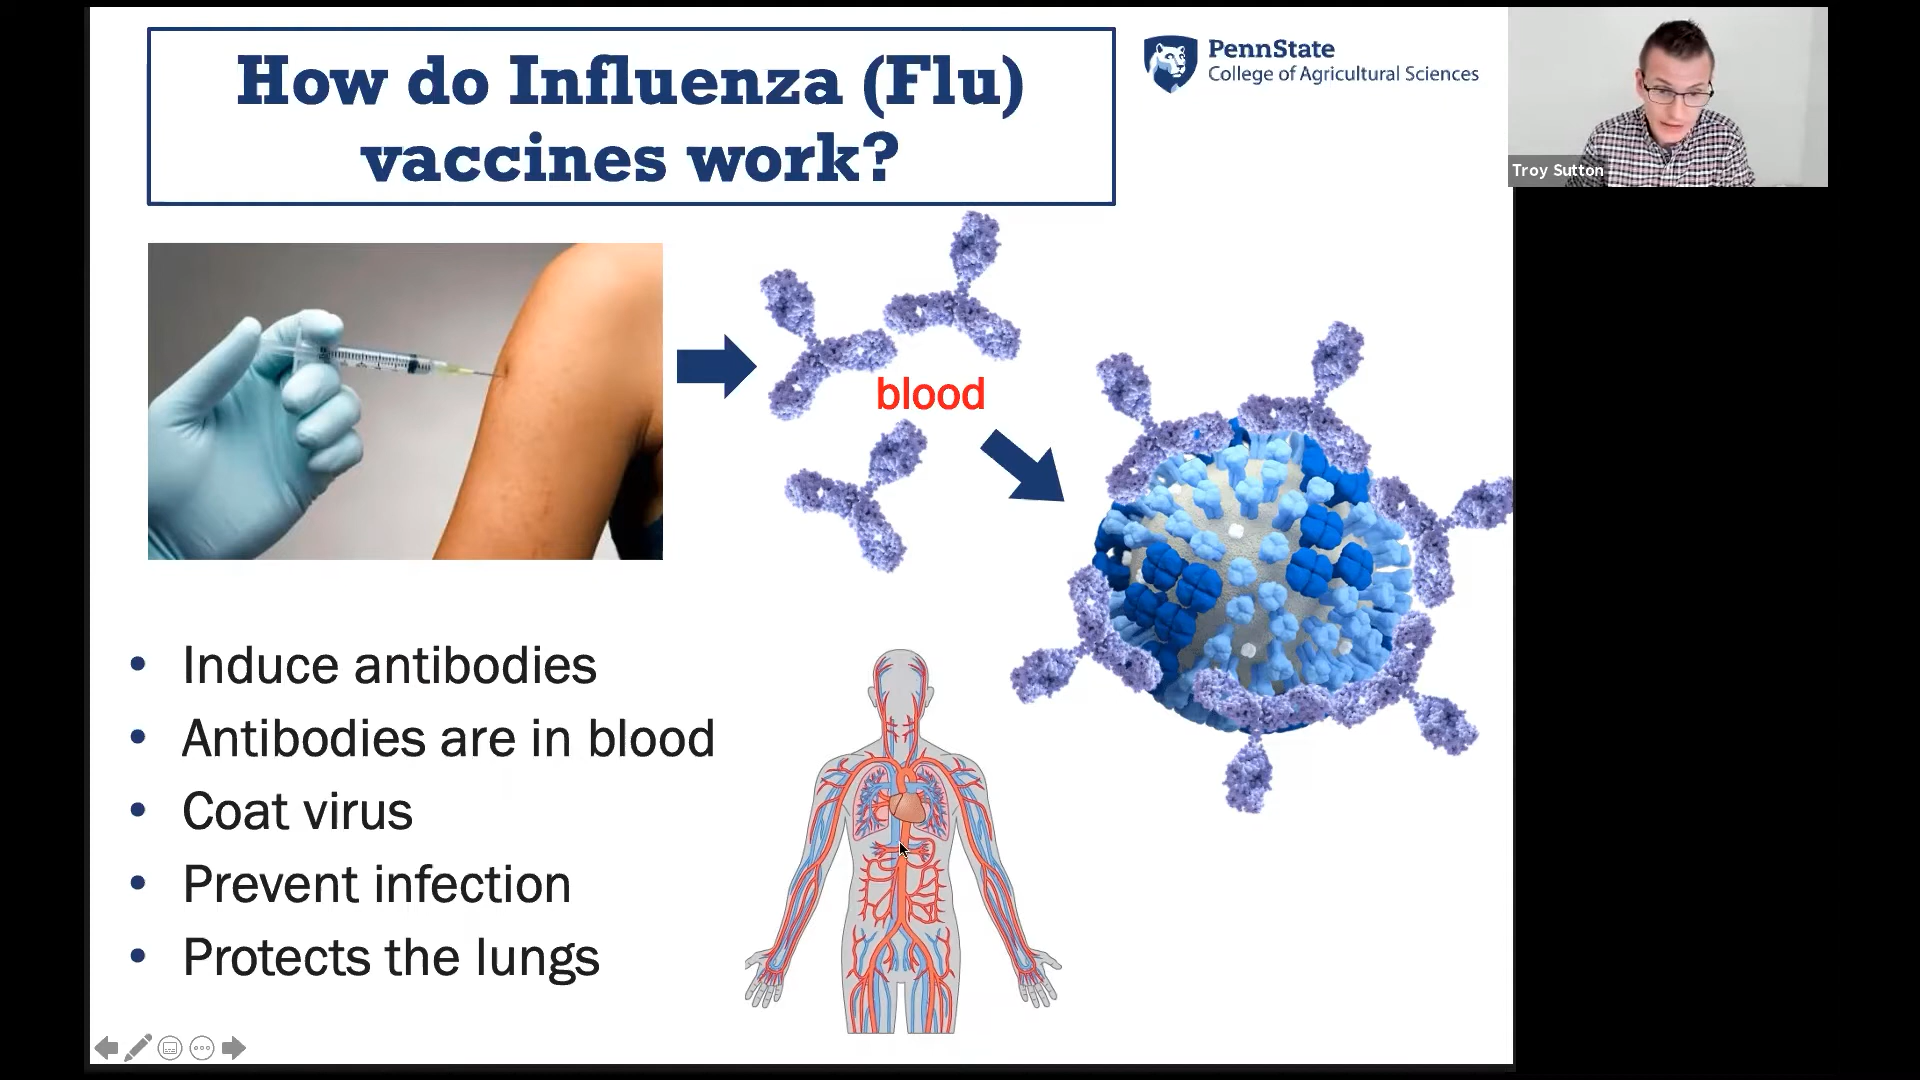 How do Influenza (Flu)
vaccines work?
PennState
College of Agricultural Sciences
Troy Sutton
blood
• Induce antibodies
• Antibodies are in blood
• Coat virus
• Prevent infection
• Protects the lungs